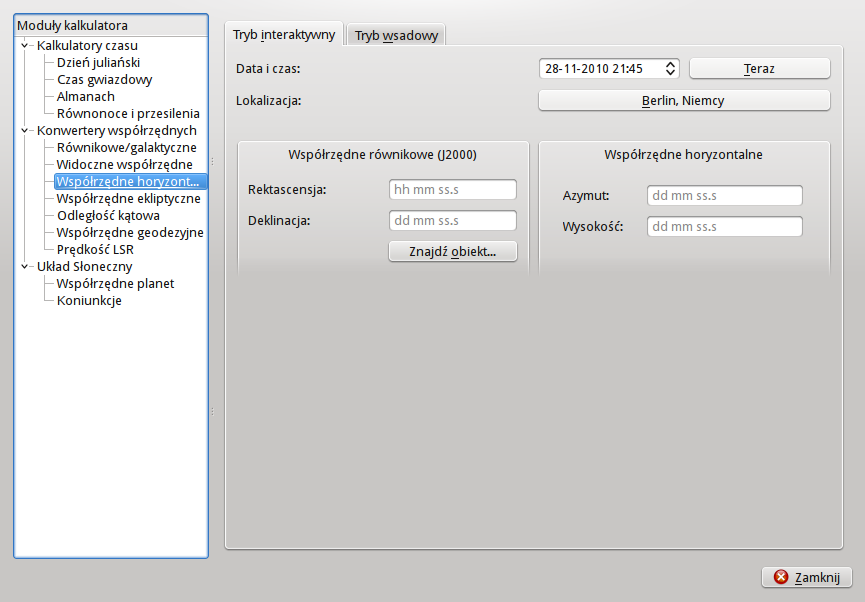 Moduły kalkulatora
Kalkulatory czasu
Dzień juliański
Czas gwiazdowy
Almanach
Równonoce i przesilenia
Konwertery współrzędnych
Równikowe/galaktyczne
Widoczne współrzędne
Współrzędne horyzont...
Współrzędne ekliptyczne
Odległość kątowa
Współrzędne geodezyjne
Prędkość LSR
Układ Słoneczny
Współrzędne planet
Koniunkcje
Tryb interaktywny Tryb wsadowy
Data i czas: 28-11-2010 21:45 Teraz
Lokalizacja: Berlin, Niemcy
Współrzędne równikowe (J2000)
Rektascensja: hh mm ss.s
Deklinacja: dd mm ss.s
Znajdź obiekt...
Współrzędne horyzontalne
Azymut: dd mm ss.s
Wysokość: dd mm ss.s
Zamknij